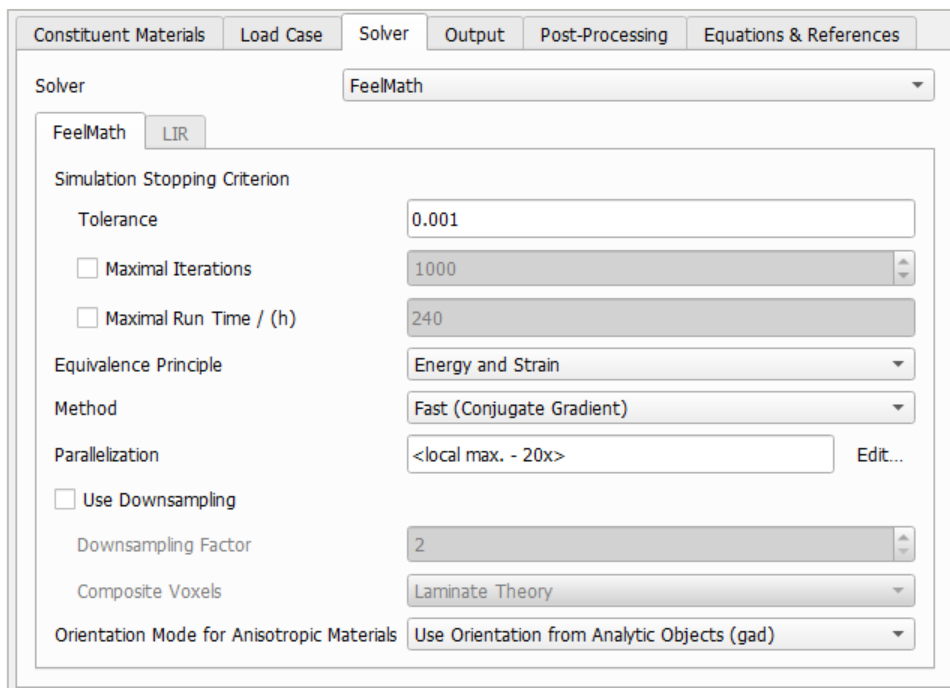 Constituent Materials Load Case Solver Output Post-Processing Equations & References
Solver FeelMath
FeelMath LIR
Simulation Stopping Criterion
Tolerance 0.001
Maximal Iterations 1000
Maximal Run Time / (h) 240
Equivalence Principle Energy and Strain
Method Fast (Conjugate Gradient)
Parallelization <local max. - 20x> Edit...
Use Downsampling
Downsampling Factor 2
Composite Voxels Laminate Theory
Orientation Mode for Anisotropic Materials Use Orientation from Analytic Objects (gad)